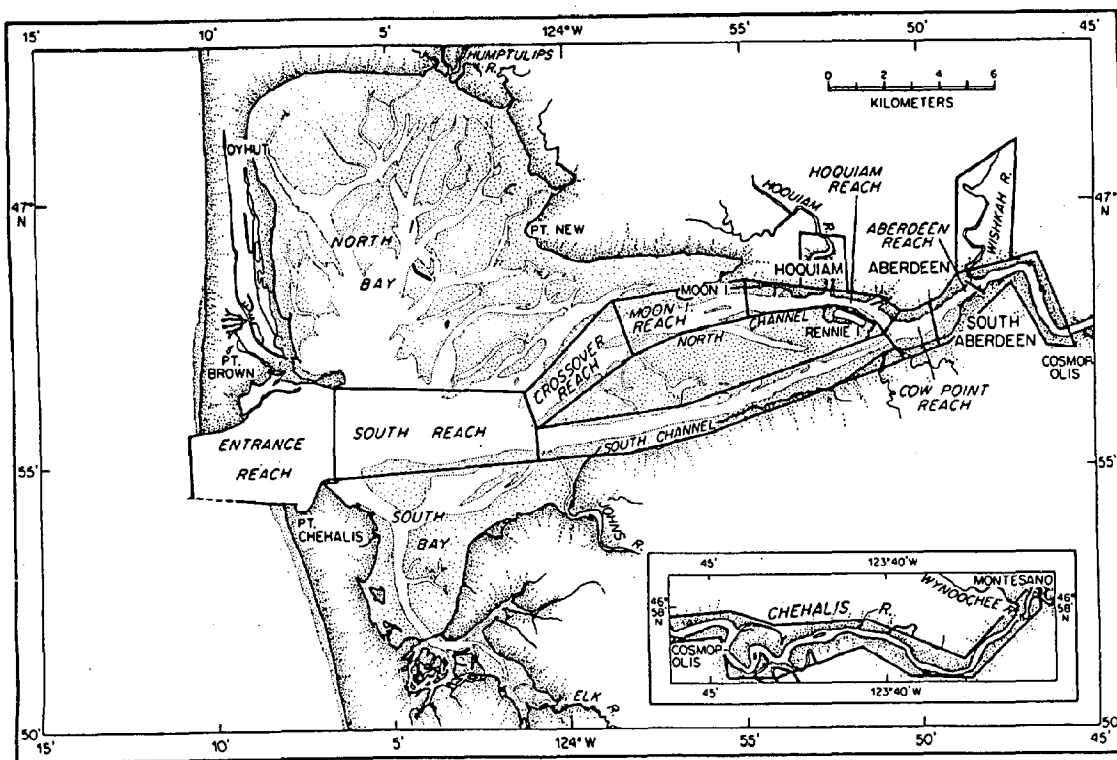 15'
10'
5'
124° W
55'
50'
45'
HUMPTULIPS
R.
0 2 4 6
KILOMETERS
OYHUT
47°
N
NORTH
BAY
PT. NEW
HOQUIAM
R.
HOQUIAM
REACH
HOQUIAM
WISHKAH R.
ABERDEEN
REACH
ABERDEEN
47°
N
MOON I.
MOON I.
REACH
NORTH
CHANNEL
RENNIE I.
SOUTH
ABERDEEN
COSMOP
OLIS
PT.
BROWN
CROSSOVER
REACH
COW POINT
REACH
ENTRANCE
REACH
SOUTH REACH
SOUTH CHANNEL
55'
55'
PT.
CHEHALIS
SOUTH
BAY
JOHNS
R.
ELK
R.
45'
123°40' W
MONTESANO
WYNOOCHEE R.
46°
58'
N
46°
58'
N
CHEHALIS R.
COSMOP
OLIS
45'
123°40' W
50'
50'
15'
10'
5'
124° W
55'
50'
45'